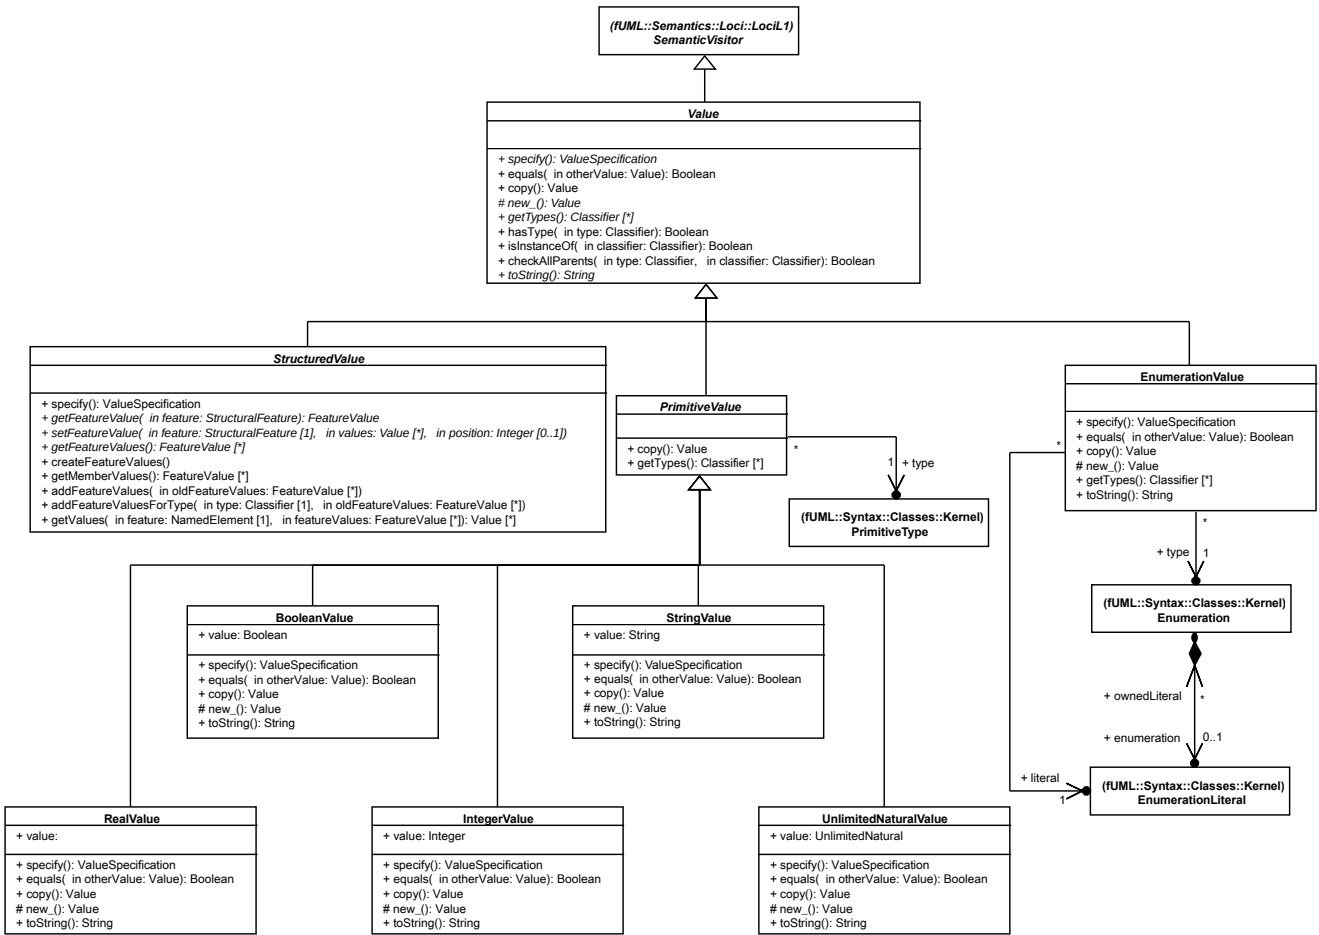 (fUML::Semantics::Loci::LociL1)
SemanticVisitor
Value
+ specify(): ValueSpecification
+ equals( in otherValue: Value): Boolean
+ copy(): Value
# new_(): Value
+ getTypes(): Classifier [*]
+ hasType( in type: Classifier): Boolean
+ isInstanceOf( in classifier: Classifier): Boolean
+ checkAllParents( in type: Classifier, in classifier: Classifier): Boolean
+ toString(): String
StructuredValue
+ specify(): ValueSpecification
+ getFeatureValue( in feature: StructuralFeature): FeatureValue
+ setFeatureValue( in feature: StructuralFeature [1], in values: Value [*], in position: Integer [0..1])
+ getFeatureValues(): FeatureValue [*]
+ createFeatureValues()
+ getMemberValues(): FeatureValue [*]
+ addFeatureValues( in oldFeatureValues: FeatureValue [*])
+ addFeatureValuesForType( in type: Classifier [1], in oldFeatureValues: FeatureValue [*])
+ getValues( in feature: NamedElement [1], in featureValues: FeatureValue [*]): Value [*]
PrimitiveValue
+ copy(): Value
+ getTypes(): Classifier [*]
*
1
+ type
(fUML::Syntax::Classes::Kernel)
PrimitiveType
EnumerationValue
+ specify(): ValueSpecification
+ equals( in otherValue: Value): Boolean
+ copy(): Value
# new_(): Value
+ getTypes(): Classifier [*]
+ toString(): String
*
*
+ type
1
(fUML::Syntax::Classes::Kernel)
Enumeration
+ ownedLiteral
*
+ enumeration
0..1
+ literal
1
(fUML::Syntax::Classes::Kernel)
EnumerationLiteral
BooleanValue
+ value: Boolean
+ specify(): ValueSpecification
+ equals( in otherValue: Value): Boolean
+ copy(): Value
# new_(): Value
+ toString(): String
StringValue
+ value: String
+ specify(): ValueSpecification
+ equals( in otherValue: Value): Boolean
+ copy(): Value
# new_(): Value
+ toString(): String
RealValue
+ value:
+ specify(): ValueSpecification
+ equals( in otherValue: Value): Boolean
+ copy(): Value
# new_(): Value
+ toString(): String
IntegerValue
+ value: Integer
+ specify(): ValueSpecification
+ equals( in otherValue: Value): Boolean
+ copy(): Value
# new_(): Value
+ toString(): String
UnlimitedNaturalValue
+ value: UnlimitedNatural
+ specify(): ValueSpecification
+ equals( in otherValue: Value): Boolean
+ copy(): Value
# new_(): Value
+ toString(): String